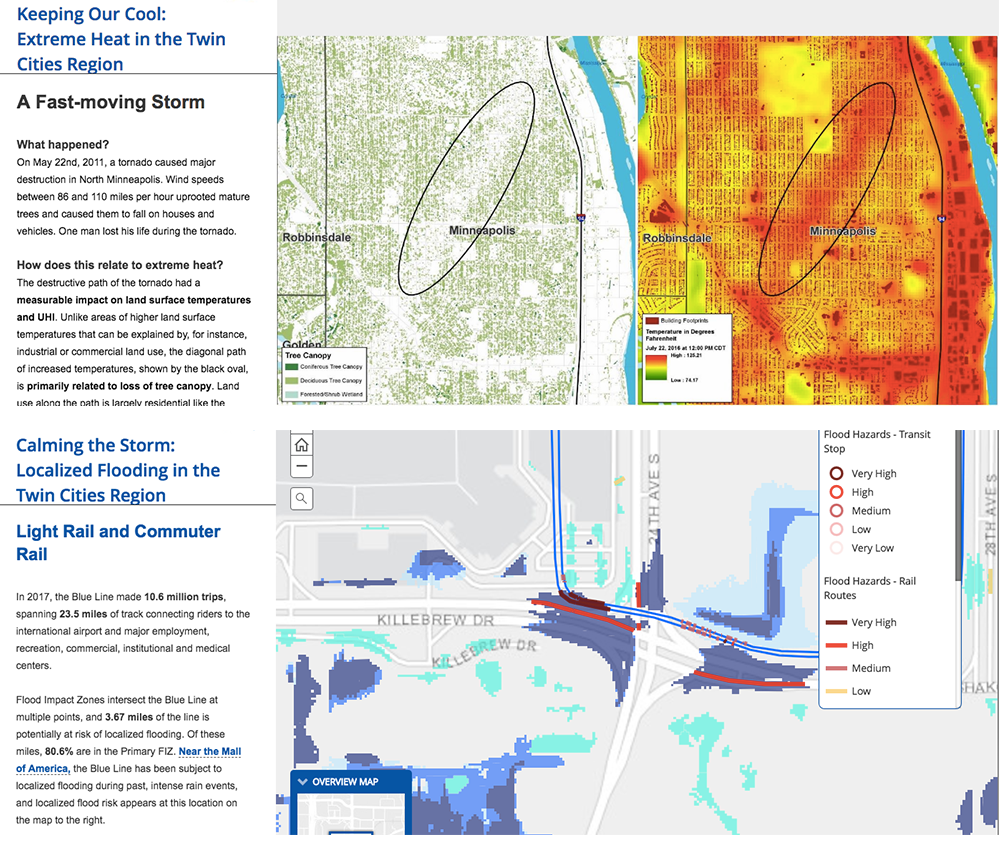 Keeping Our Cool:
Extreme Heat in the Twin
Cities Region
A Fast-moving Storm
What happened?
On May 22nd, 2011, a tornado caused major
destruction in North Minneapolis. Wind speeds
between 86 and 110 miles per hour uprooted mature
trees and caused them to fall on houses and
vehicles. One man lost his life during the tornado.
How does this relate to extreme heat?
The destructive path of the tornado had a
measurable impact on land surface temperatures
and UHI. Unlike areas of higher land surface
temperatures that can be explained by, for instance,
industrial or commercial land use, the diagonal path
of increased temperatures, shown by the black oval,
is primarily related to loss of tree canopy. Land
use along the path is largely residential like the
Robbinsdale
Minneapolis
94
Golden
Tree Canopy
Coniferous Tree Canopy
Deciduous Tree Canopy
Forested/Shrub Wetland
Robbinsdale
Minneapolis
94
Building Footprints
Temperature in Degrees
Fahrenheit
July 22, 2016 at 12:00 PM CDT
High : 125.21
Low : 74.17
Calming the Storm:
Localized Flooding in the
Twin Cities Region
Light Rail and Commuter
Rail
In 2017, the Blue Line made 10.6 million trips,
spanning 23.5 miles of track connecting riders to the
international airport and major employment,
recreation, commercial, institutional and medical
centers.
Flood Impact Zones intersect the Blue Line at
multiple points, and 3.67 miles of the line is
potentially at risk of localized flooding. Of these
miles, 80.6% are in the Primary FIZ. Near the Mall
of America, the Blue Line has been subject to
localized flooding during past, intense rain events,
and localized flood risk appears at this location on
the map to the right.
24TH AVE S
KILLEBREW DR
KILLEBREW DR
28TH AVE S
SHAK
OVERVIEW MAP
Flood Hazards - Transit
Stop
Very High
High
Medium
Low
Very Low
Flood Hazards - Rail
Routes
Very High
High
Medium
Low